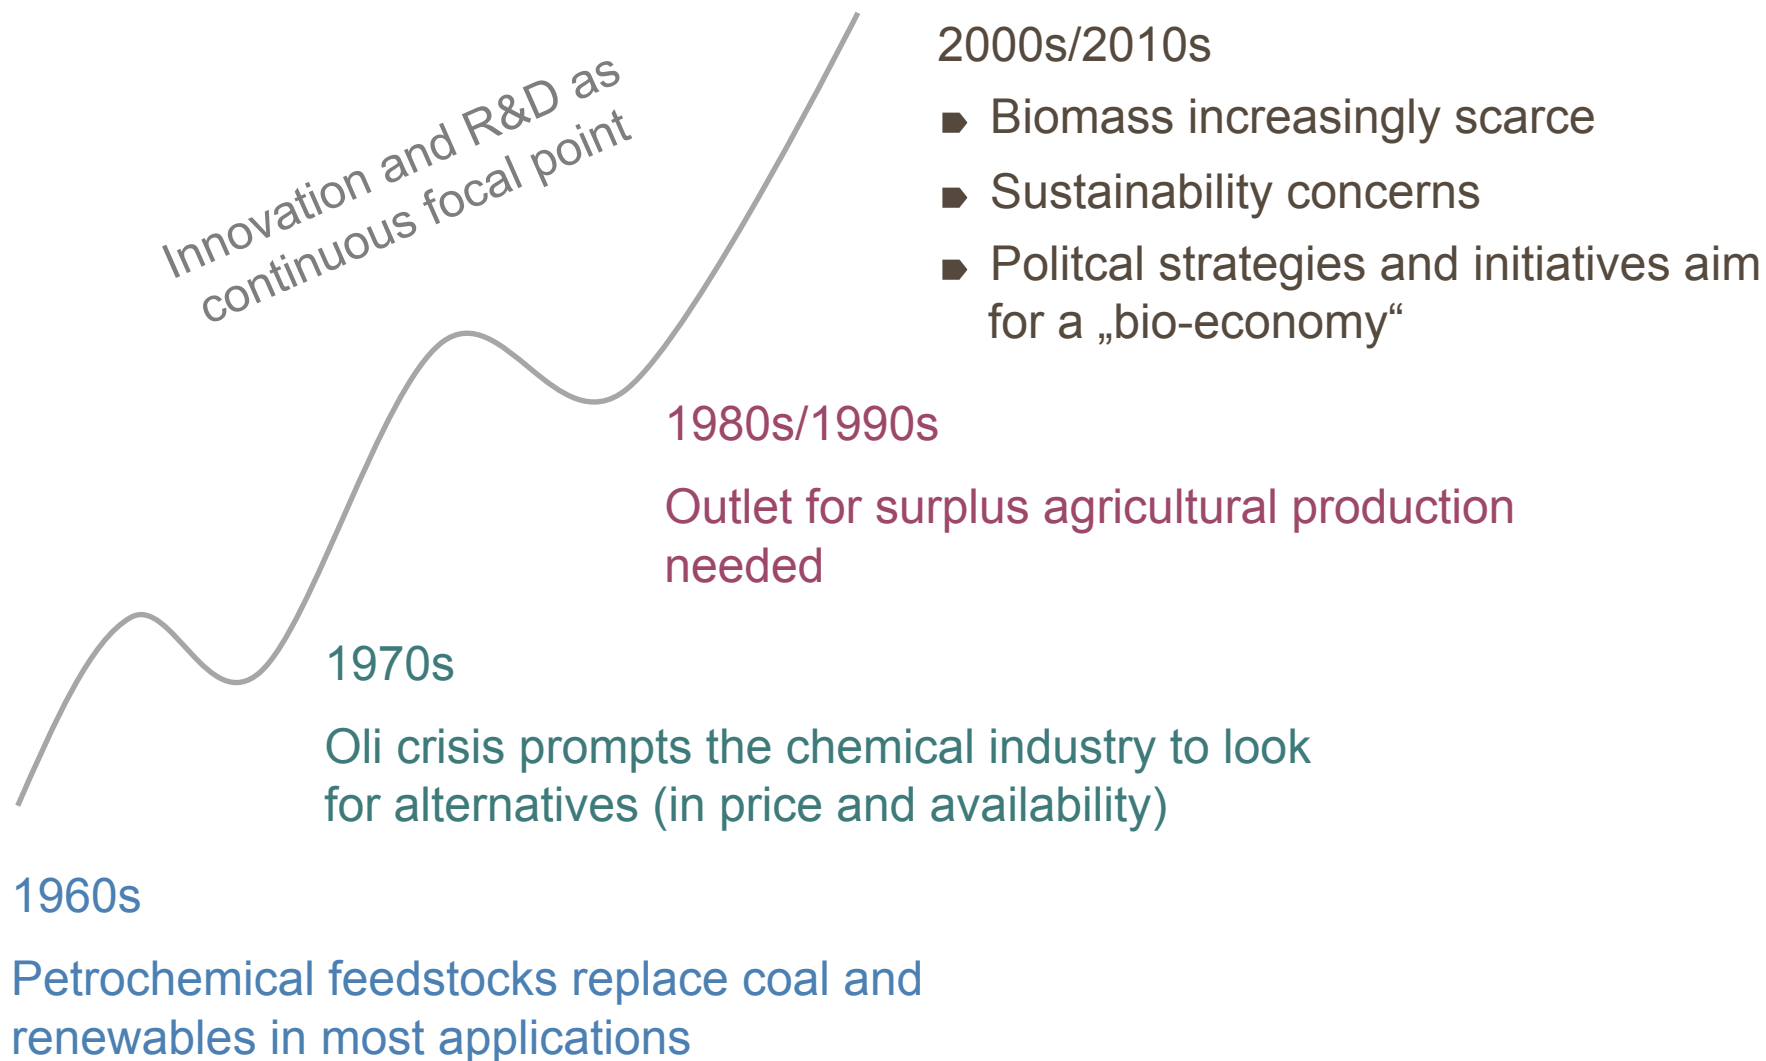 Innovation and R&D as
continuous focal point
2000s/2010s
Biomass increasingly scarce
Sustainability concerns
Politcal strategies and initiatives aim
for a „bio-economy“
1980s/1990s
Outlet for surplus agricultural production
needed
1970s
Oli crisis prompts the chemical industry to look
for alternatives (in price and availability)
1960s
Petrochemical feedstocks replace coal and
renewables in most applications